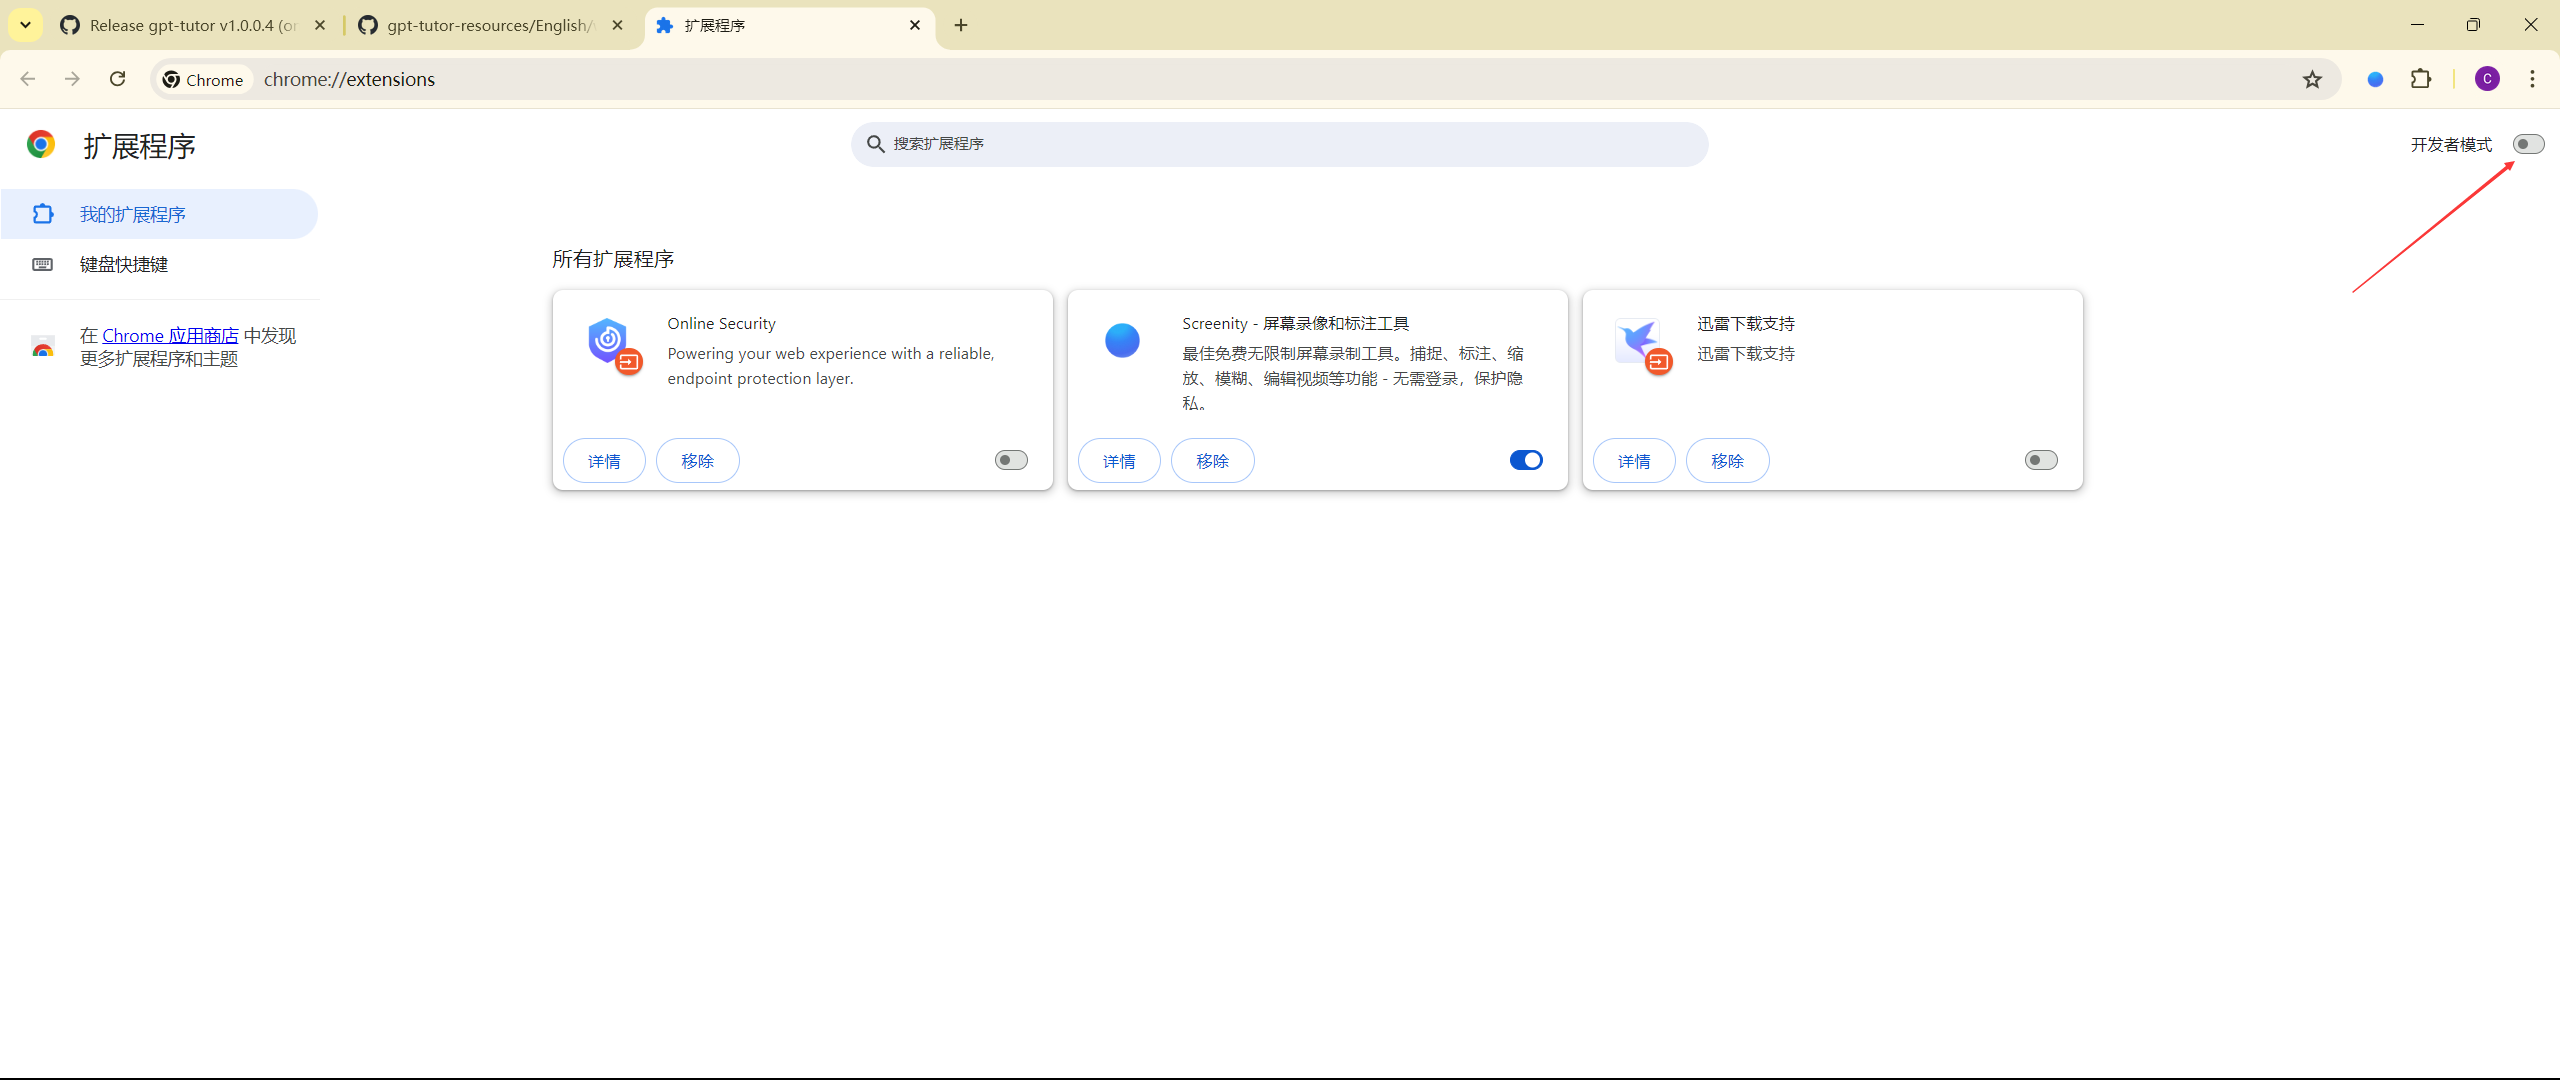 Release gpt-tutor v1.0.0.4 (or
gpt-tutor-resources/English/
扩展程序
Chrome
chrome://extensions
C
扩展程序
搜索扩展程序
开发者模式
我的扩展程序
键盘快捷键
在 Chrome 应用商店 中发现
更多扩展程序和主题
所有扩展程序
Online Security
Powering your web experience with a reliable,
endpoint protection layer.
详情
移除
Screenity - 屏幕录像和标注工具
最佳免费无限制屏幕录制工具。捕捉、标注、缩
放、模糊、编辑视频等功能 - 无需登录，保护隐
私。
详情
移除
迅雷下载支持
迅雷下载支持
详情
移除